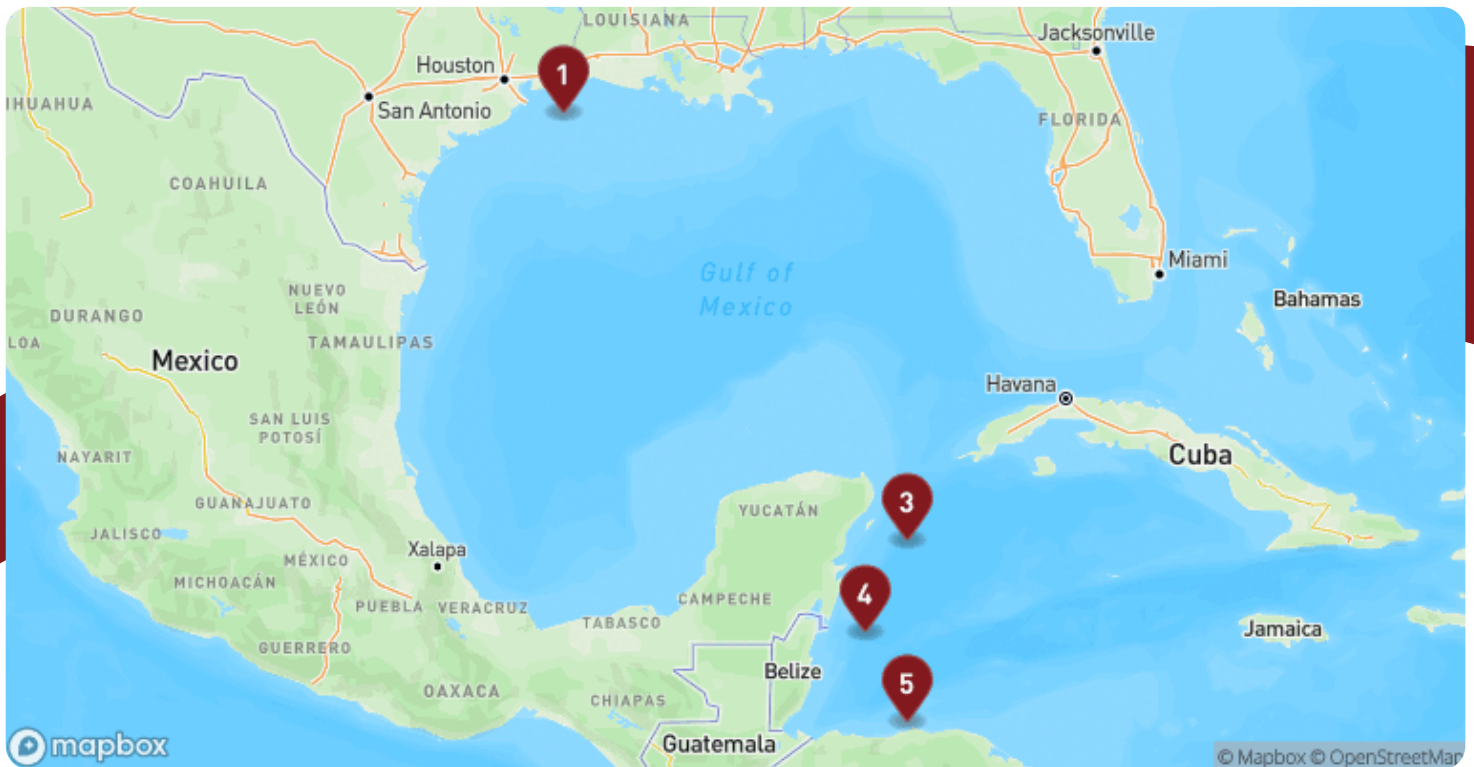 LOUISIANA
Jacksonville
Houston
1
IHUAHUA
San Antonio
FLORIDA
COAHUILA
Gulf of
Mexico
Miami
NUEVO
LEÓN
Bahamas
DURANGO
LOA
TAMAULIPAS
Mexico
Havana
SAN LUIS
POTOSÍ
NAYARIT
Cuba
GUANAJUATO
YUCATÁN
3
JALISCO
MÉXICO
Xalapa
MICHOACÁN
PUEBLA
VERACRUZ
CAMPECHE
4
TABASCO
Jamaica
GUERRERO
Belize
OAXACA
CHIAPAS
5
Guatemala
mapbox
© Mapbox © OpenStreetMap